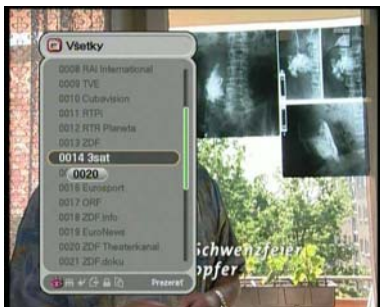 Všetky
0008 RAI International
0009 TVE
0010 Cubavision
0011 RTPi
0012 RTR Planeta
0013 ZDF
0014 3sat
0020
0016 Eurosport
0017 ORF
0018 ZDF.info
0019 EuroNews
0020 ZDF Theaterkanal
0021 ZDF.doku
Prezerať
Schwenzfeier
opfer